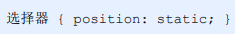 选择器 { position: static; }